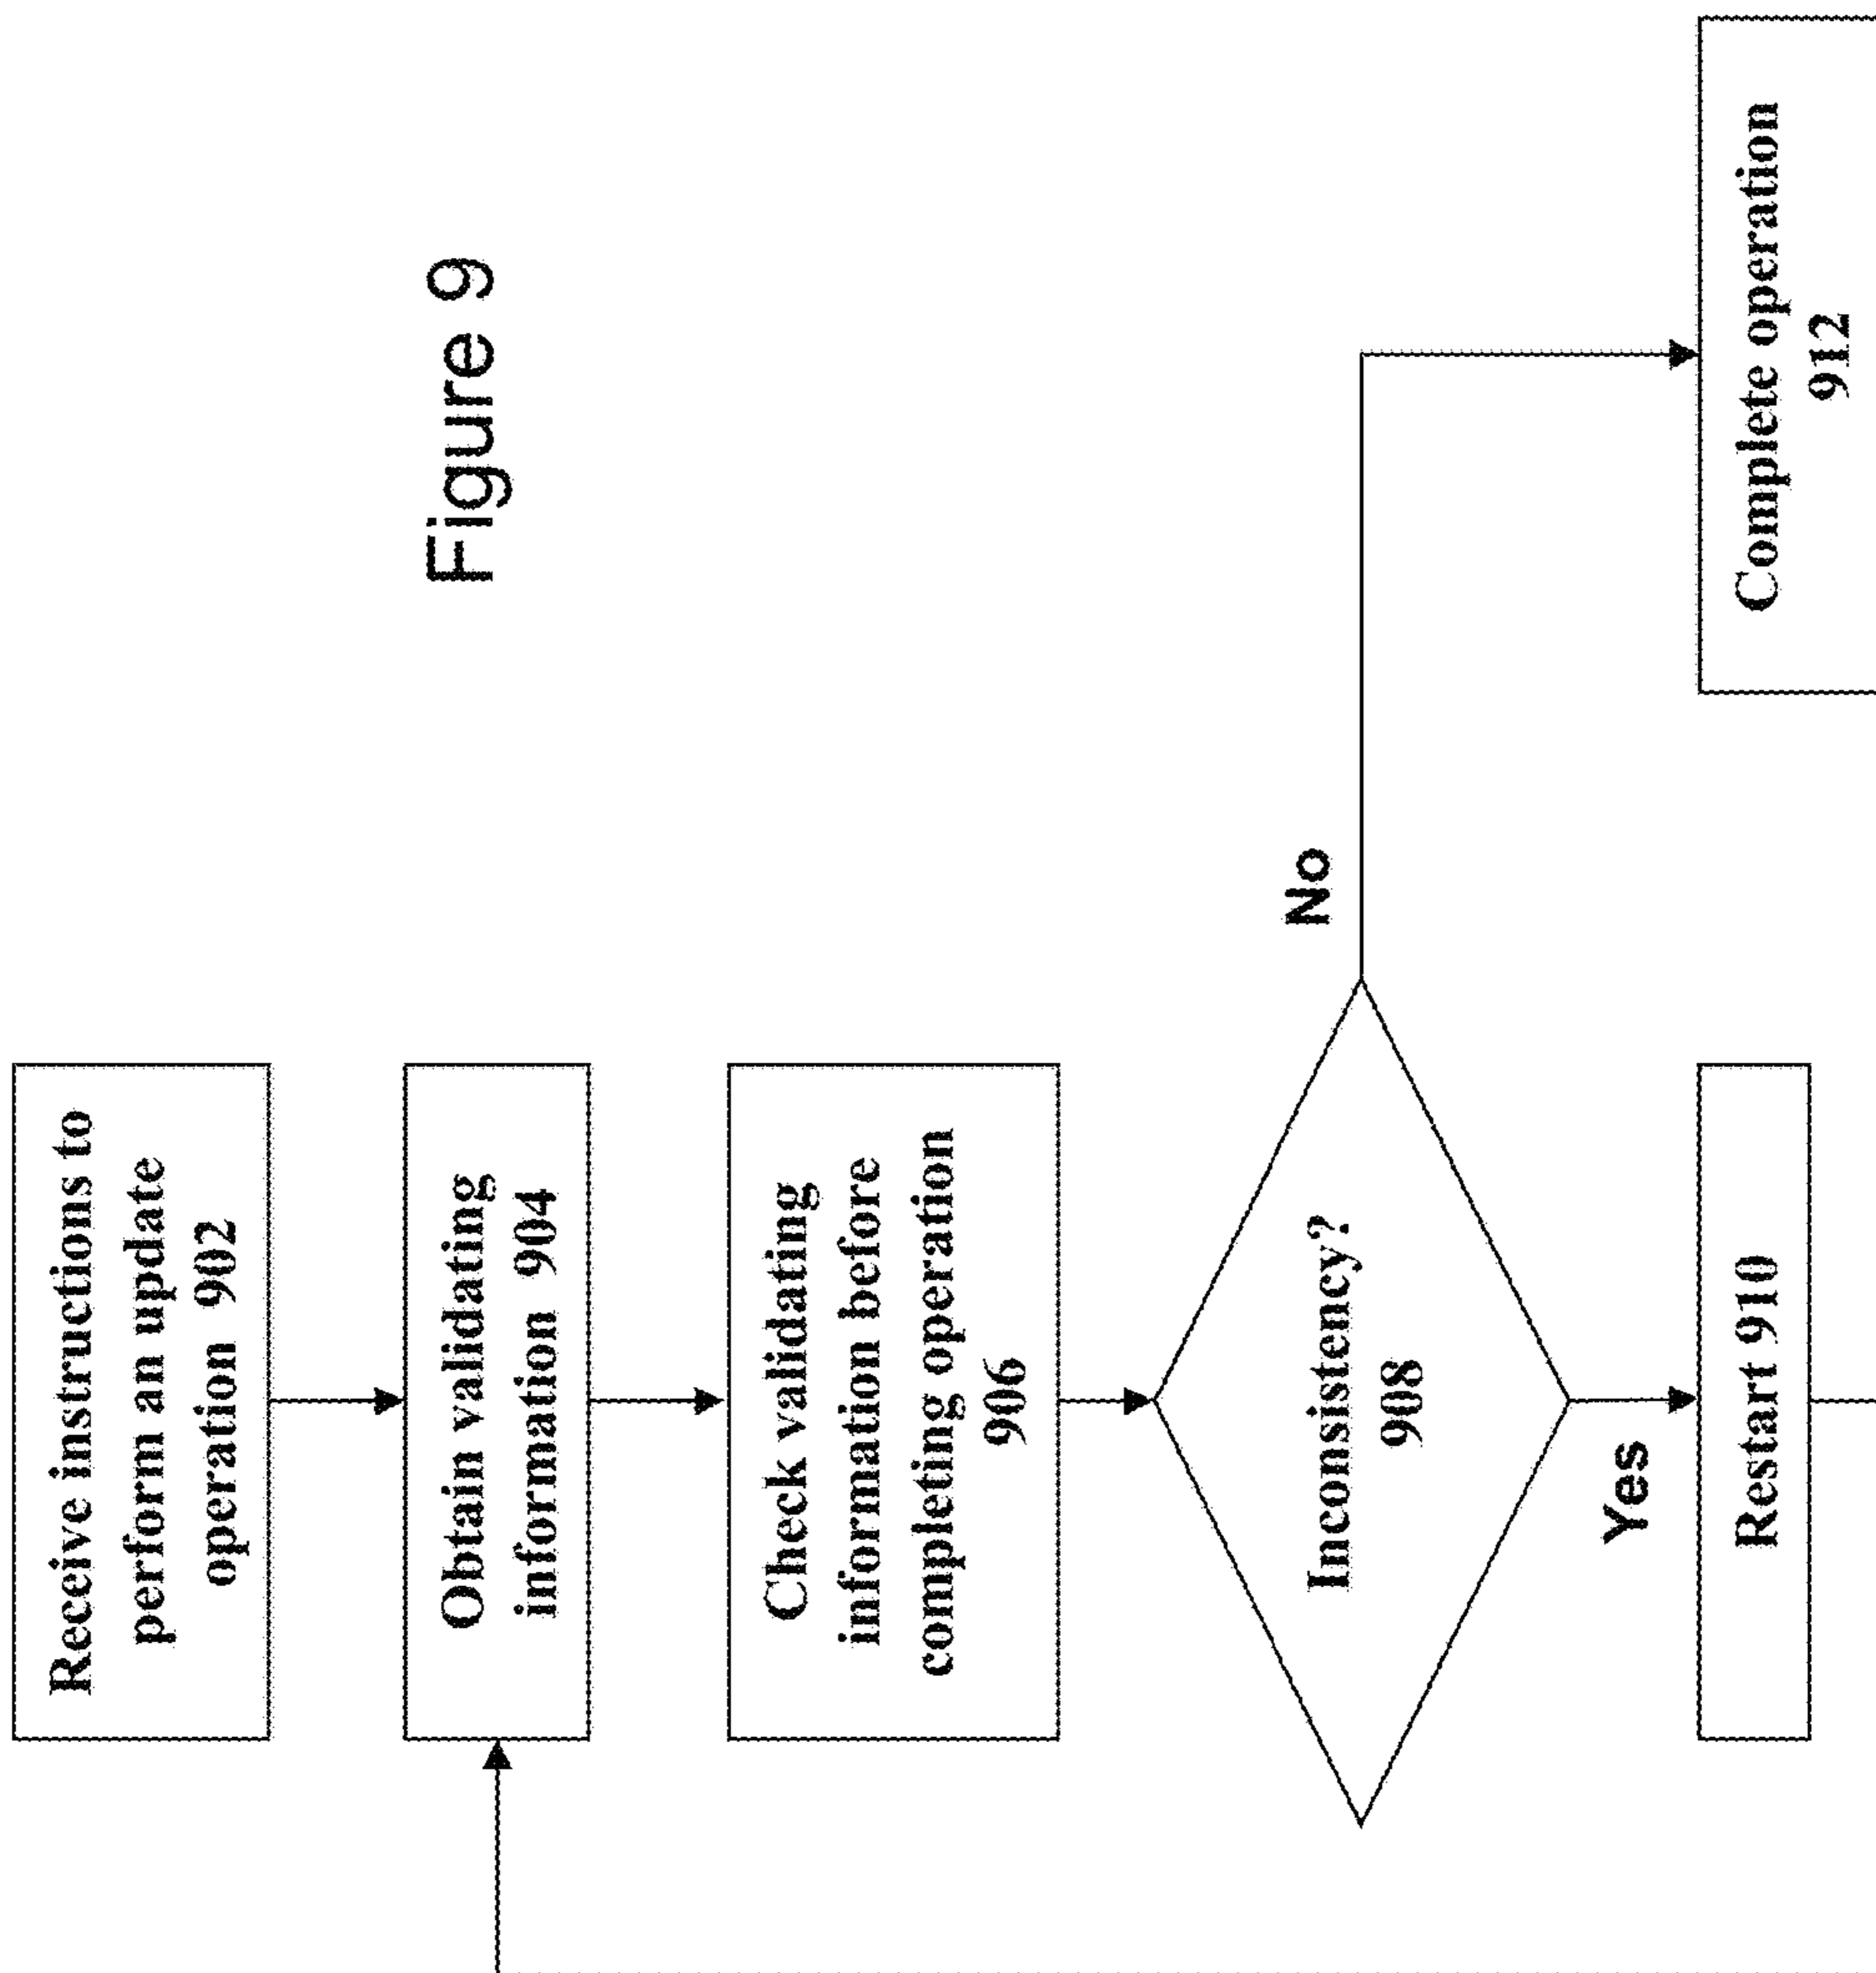 Receive instructions to
perform an update
operation 902
Obtain validating
information 904
Check validating
information before
completing operation
906
Inconsistency?
908
Yes
No
Restart 910
Complete operation
912
Figure 9